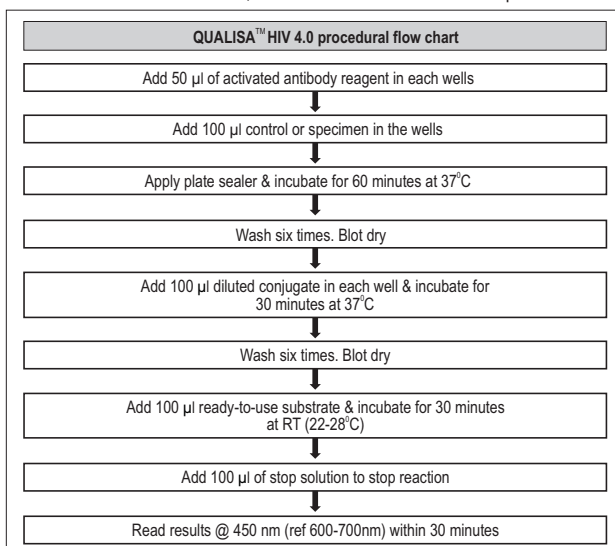 QUALISA™ HIV 4.0 procedural flow chart
Add 50 µl of activated antibody reagent in each wells
Add 100 µl control or specimen in the wells
Apply plate sealer & incubate for 60 minutes at 37⁰C
Wash six times. Blot dry
Add 100 µl diluted conjugate in each well & incubate for
30 minutes at 37⁰C
Wash six times. Blot dry
Add 100 µl ready-to-use substrate & incubate for 30 minutes
at RT (22-28⁰C)
Add 100 µl of stop solution to stop reaction
Read results @ 450 nm (ref 600-700nm) within 30 minutes